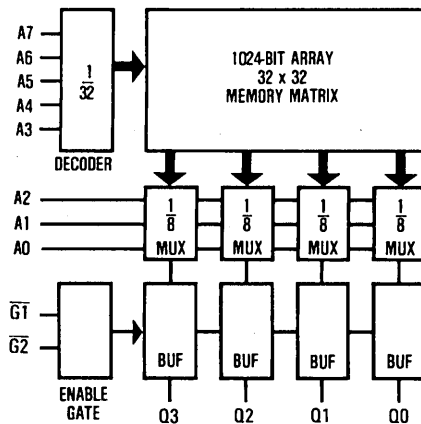 A7
A6
A5
A4
A3
1
32
DECODER
1024-BIT ARRAY
32 x 32
MEMORY MATRIX
A2
A1
A0
1
8
MUX
1
8
MUX
1
8
MUX
1
8
MUX
G1
G2
ENABLE
GATE
BUF
BUF
BUF
BUF
Q3
Q2
Q1
Q0